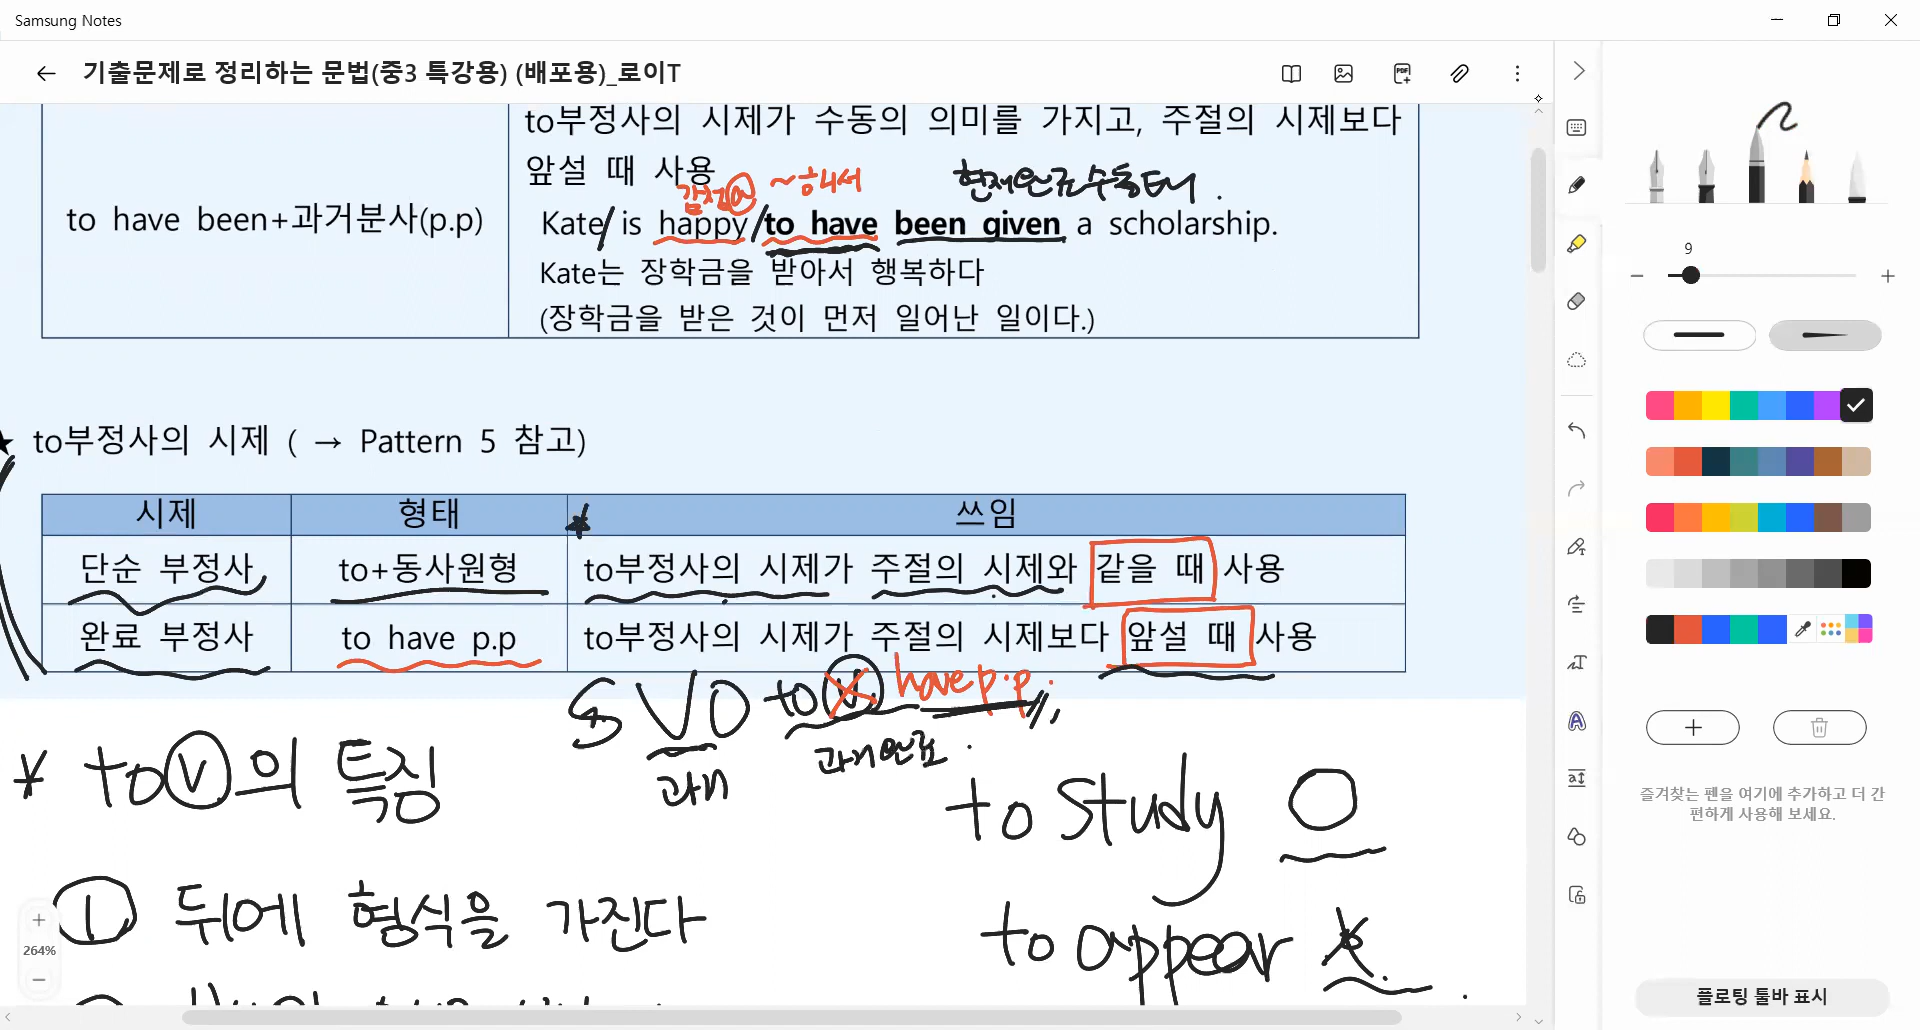 Samsung Notes
기출문제로 정리하는 문법(중3 특강용) (배포용)_로이T
to부정사의 시제가 수동의 의미를 가지고, 주절의 시제보다
앞설 때 사용
감정 ⓐ ~해서 현재완료수동태
to have been+과거분사(p.p)
Kate/ is happy/to have been given a scholarship.
Kate는 장학금을 받아서 행복하다
(장학금을 받은 것이 먼저 일어난 일이다.)
★ to부정사의 시제 ( → Pattern 5 참고)
시제 형태 ★ 쓰임
단순 부정사 to+동사원형 to부정사의 시제가 주절의 시제와 같을 때 사용
완료 부정사 to have p.p to부정사의 시제가 주절의 시제보다 앞설 때 사용
S V O to V have p.p.
과거 과거완료.
* to V의 특징
to study O
① 뒤에 형식을 가진다
to appear
9
264%
즐겨찾는 펜을 여기에 추가하고 더 간
편하게 사용해 보세요.
플로팅 툴바 표시